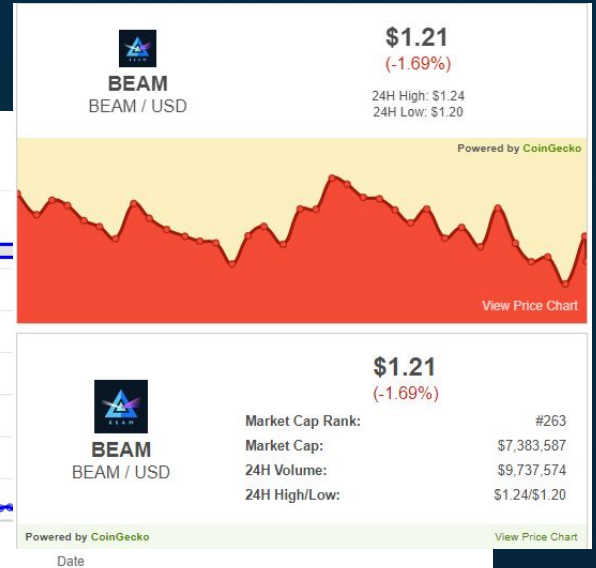 $1.21
BEAM
(-1.69%)
BEAM
BEAM / USD
24H High: $1.24
24H Low: $1.20
Powered by CoinGecko
View Price Chart
$1.21
(-1.69%)
BEAM
BEAM
BEAM / USD
Market Cap Rank: #263
Market Cap: $7,383,587
24H Volume: $9,737,574
24H High/Low: $1.24/$1.20
Powered by CoinGecko View Price Chart
Date